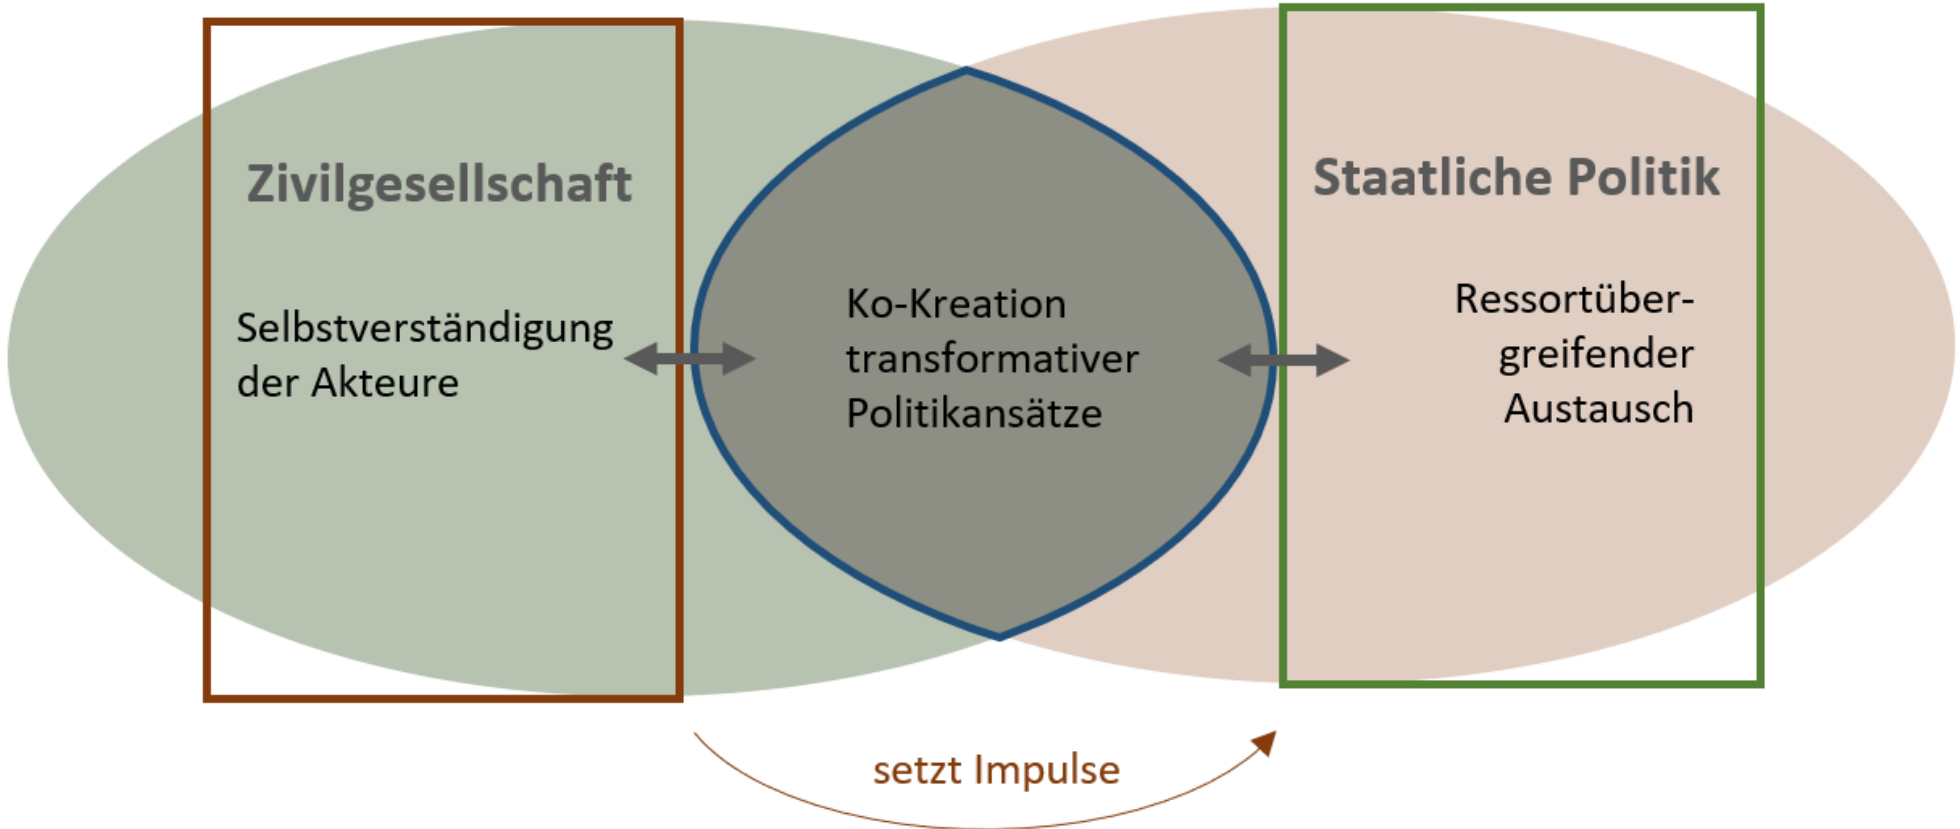 Zivilgesellschaft
Selbstverständigung
der Akteure
Ko-Kreation
transformativer
Politikansätze
Staatliche Politik
Ressortüber-
greifender
Austausch
setzt Impulse